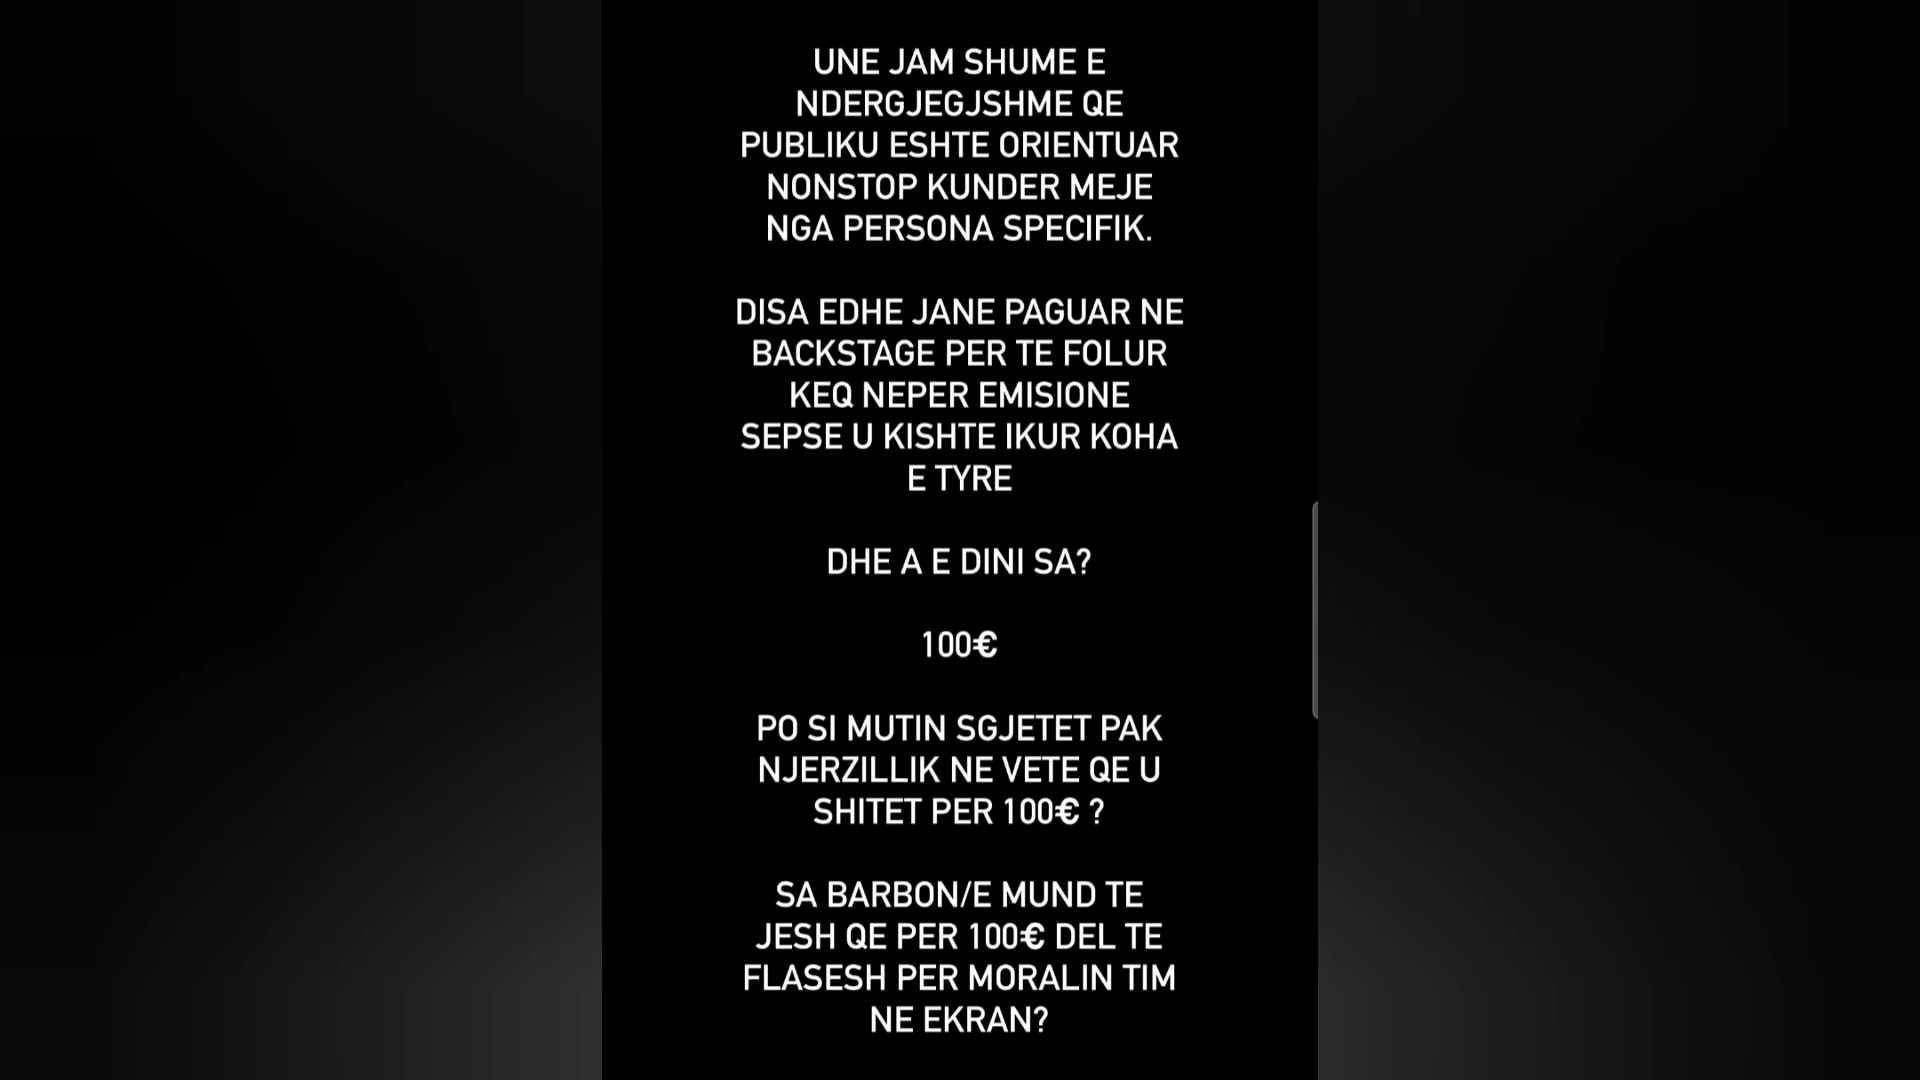 UNE JAM SHUME E
NDERGJEGJSHME QE
PUBLIKU ESHTE ORIENTUAR
NONSTOP KUNDER MEJE
NGA PERSONA SPECIFIK.
DISA EDHE JANE PAGUAR NE
BACKSTAGE PER TE FOLUR
KEQ NEPER EMISIONE
SEPSE U KISHTE IKUR KOHA
E TYRE
DHE A E DINI SA?
100€
PO SI MUTIN SGJETET PAK
NJERZILLIK NE VETE QE U
SHITET PER 100€ ?
SA BARBON/E MUND TE
JESH QE PER 100€ DEL TE
FLASESH PER MORALIN TIM
NE EKRAN?